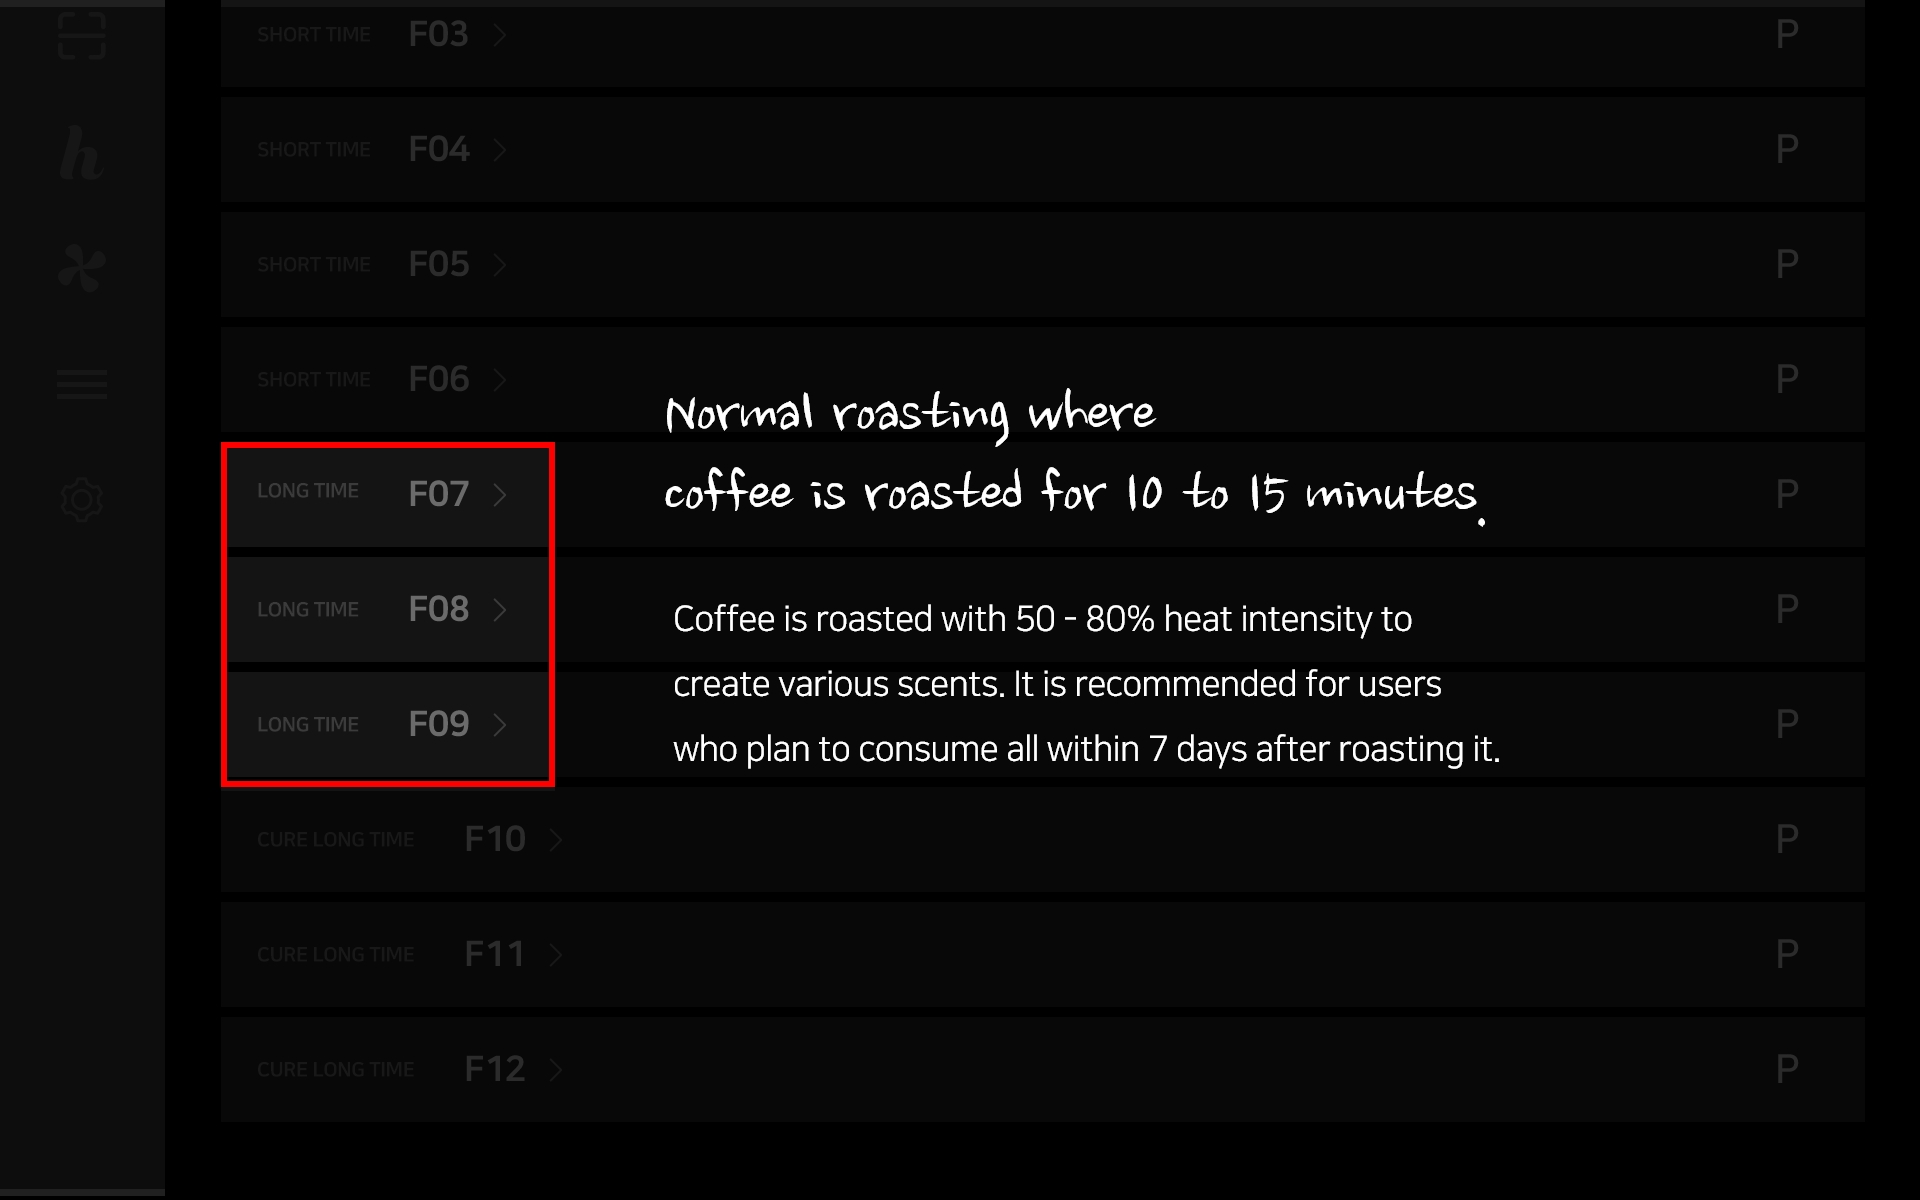 SHORT TIME F03 > P
SHORT TIME F04 > P
SHORT TIME F05 > P
SHORT TIME F06 > P
Normal roasting where
coffee is roasted for 10 to 15 minutes.
LONG TIME F07 > P
LONG TIME F08 > P
Coffee is roasted with 50 - 80% heat intensity to
create various scents. It is recommended for users
who plan to consume all within 7 days after roasting it.
LONG TIME F09 > P
CURE LONG TIME F10 > P
CURE LONG TIME F11 > P
CURE LONG TIME F12 > P
h